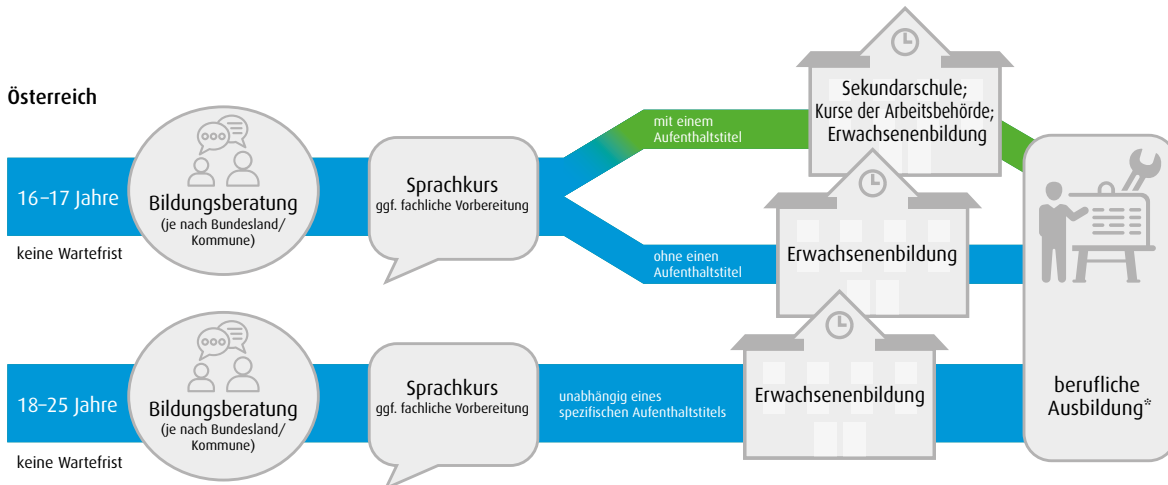 Österreich
16–17 Jahre
keine Wartefrist
Bildungsberatung
(je nach Bundesland/
Kommune)
Sprachkurs
ggf. fachliche Vorbereitung
mit einem
Aufenthaltstitel
Sekundarschule;
Kurse der Arbeitsbehörde;
Erwachsenenbildung
ohne einen
Aufenthaltstitel
Erwachsenenbildung
18–25 Jahre
keine Wartefrist
Bildungsberatung
(je nach Bundesland/
Kommune)
Sprachkurs
ggf. fachliche Vorbereitung
unabhängig eines
spezifischen Aufenthaltstitels
Erwachsenenbildung
berufliche
Ausbildung*